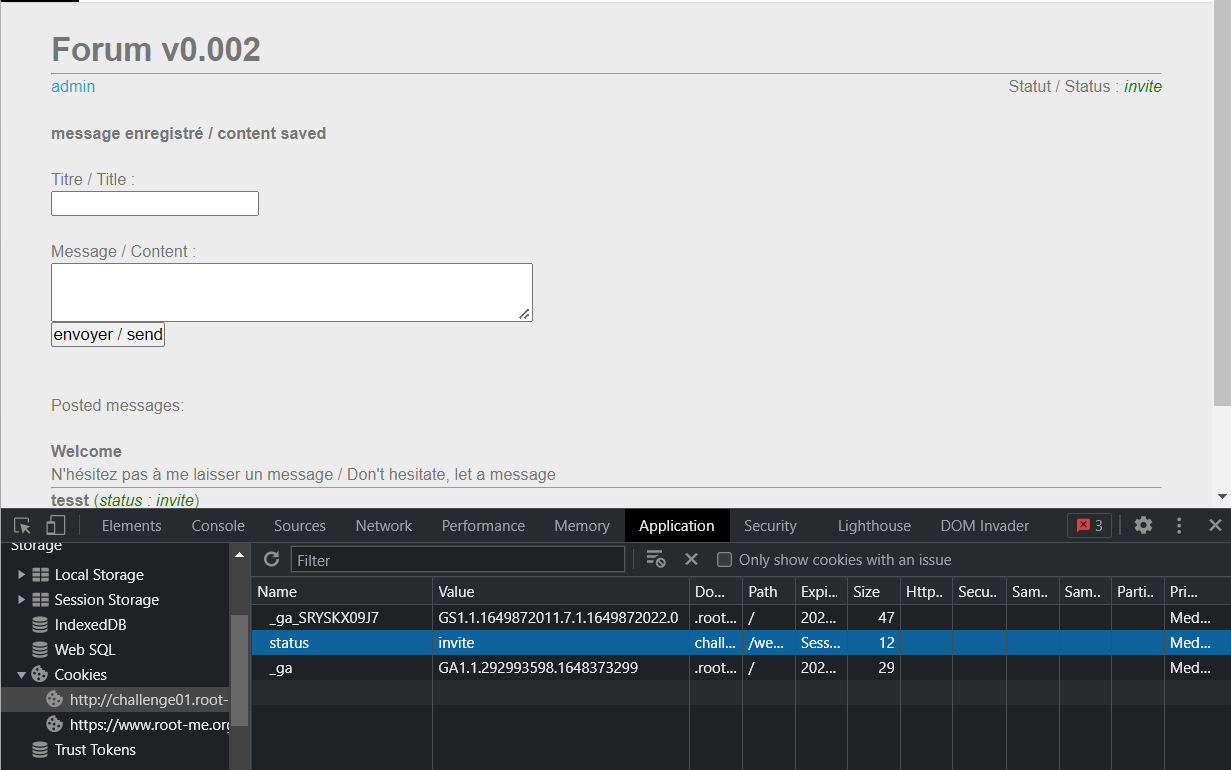 Forum v0.002
admin Statut / Status : invite
message enregistré / content saved
Titre / Title :
Message / Content :
envoyer / send
Posted messages:
Welcome
N'hésitez pas à me laisser un message / Don't hesitate, let a message
tesst (status : invite)
Elements Console Sources Network Performance Memory Application Security Lighthouse DOM Invader 3
Storage
Filter Only show cookies with an issue
Local Storage
Session Storage
IndexedDB
Web SQL
Cookies
http://challenge01.root-
https://www.root-me.org
Trust Tokens
Name Value Do... Path Expi... Size Http.. Secu.. Sam.. Sam.. Parti.. Pri...
_ga_SRYSKX09J7 GS1.1.1649872011.7.1.1649872022.0 .root... / 202... 47 Med...
status invite chall... /we... Sess... 12 Med...
_ga GA1.1.292993598.1648373299 .root... / 202... 29 Med...